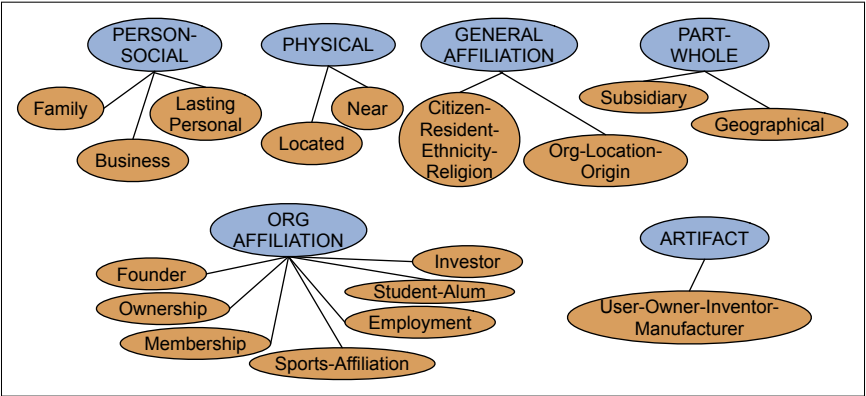 PERSON-
SOCIAL
PHYSICAL
GENERAL
AFFILIATION
PART-
WHOLE
Family
Lasting
Personal
Business
Near
Located
Citizen-
Resident-
Ethnicity-
Religion
Org-Location-
Origin
Subsidiary
Geographical
ORG
AFFILIATION
ARTIFACT
Founder
Ownership
Membership
Sports-Affiliation
Investor
Student-Alum
Employment
User-Owner-Inventor-
Manufacturer